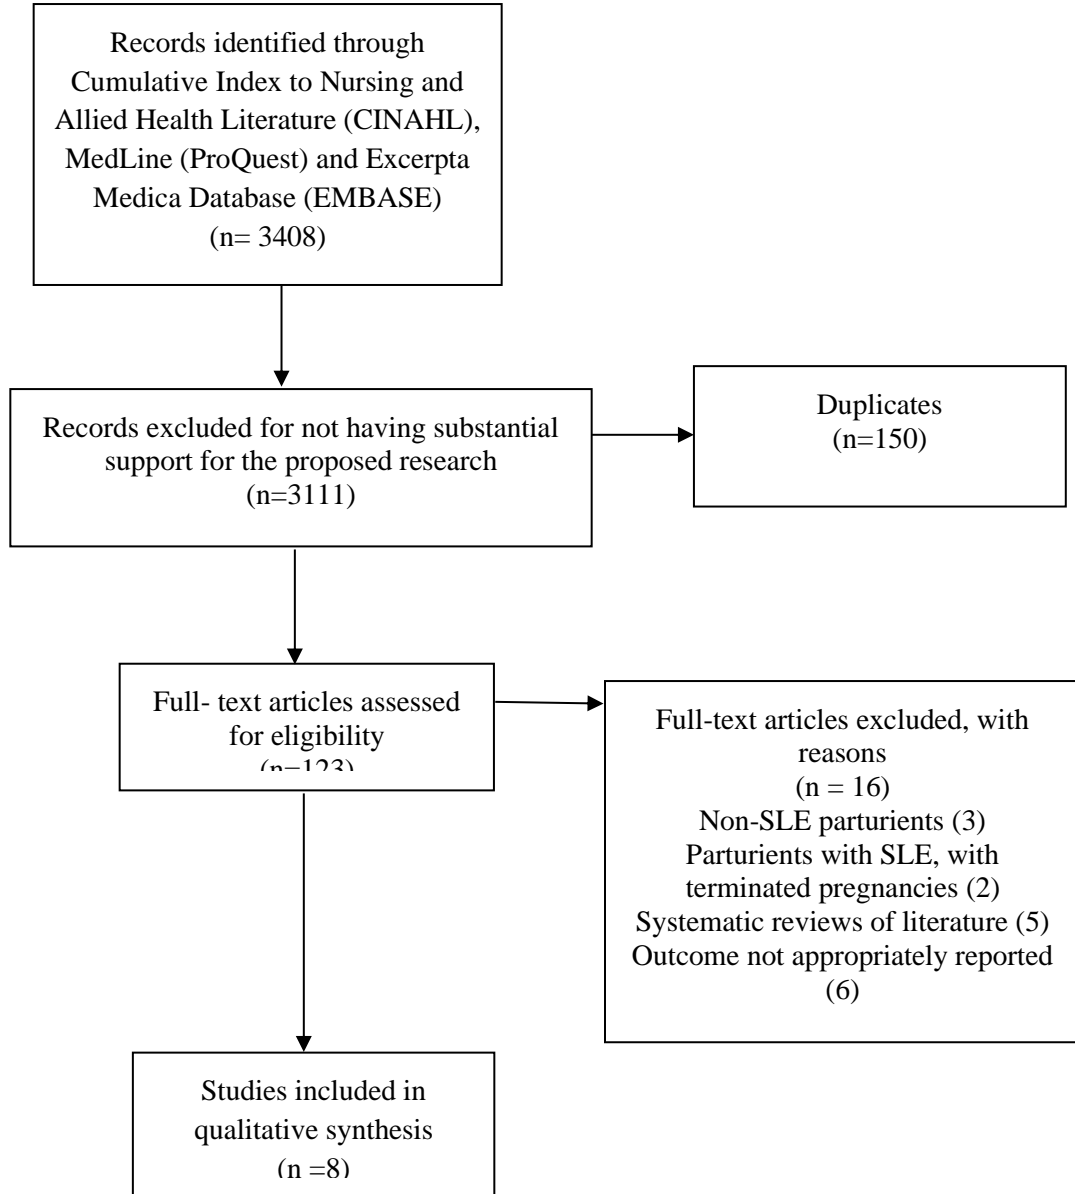 Records identified through
Cumulative Index to Nursing and
Allied Health Literature (CINAHL),
MedLine (ProQuest) and Excerpta
Medica Database (EMBASE)
(n= 3408)
Records excluded for not having substantial
support for the proposed research
(n=3111)
Duplicates
(n=150)
Full- text articles assessed
for eligibility
(n=123)
Full-text articles excluded, with
reasons
(n = 16)
Non-SLE parturients (3)
Parturients with SLE, with
terminated pregnancies (2)
Systematic reviews of literature (5)
Outcome not appropriately reported
(6)
Studies included in
qualitative synthesis
(n =8)